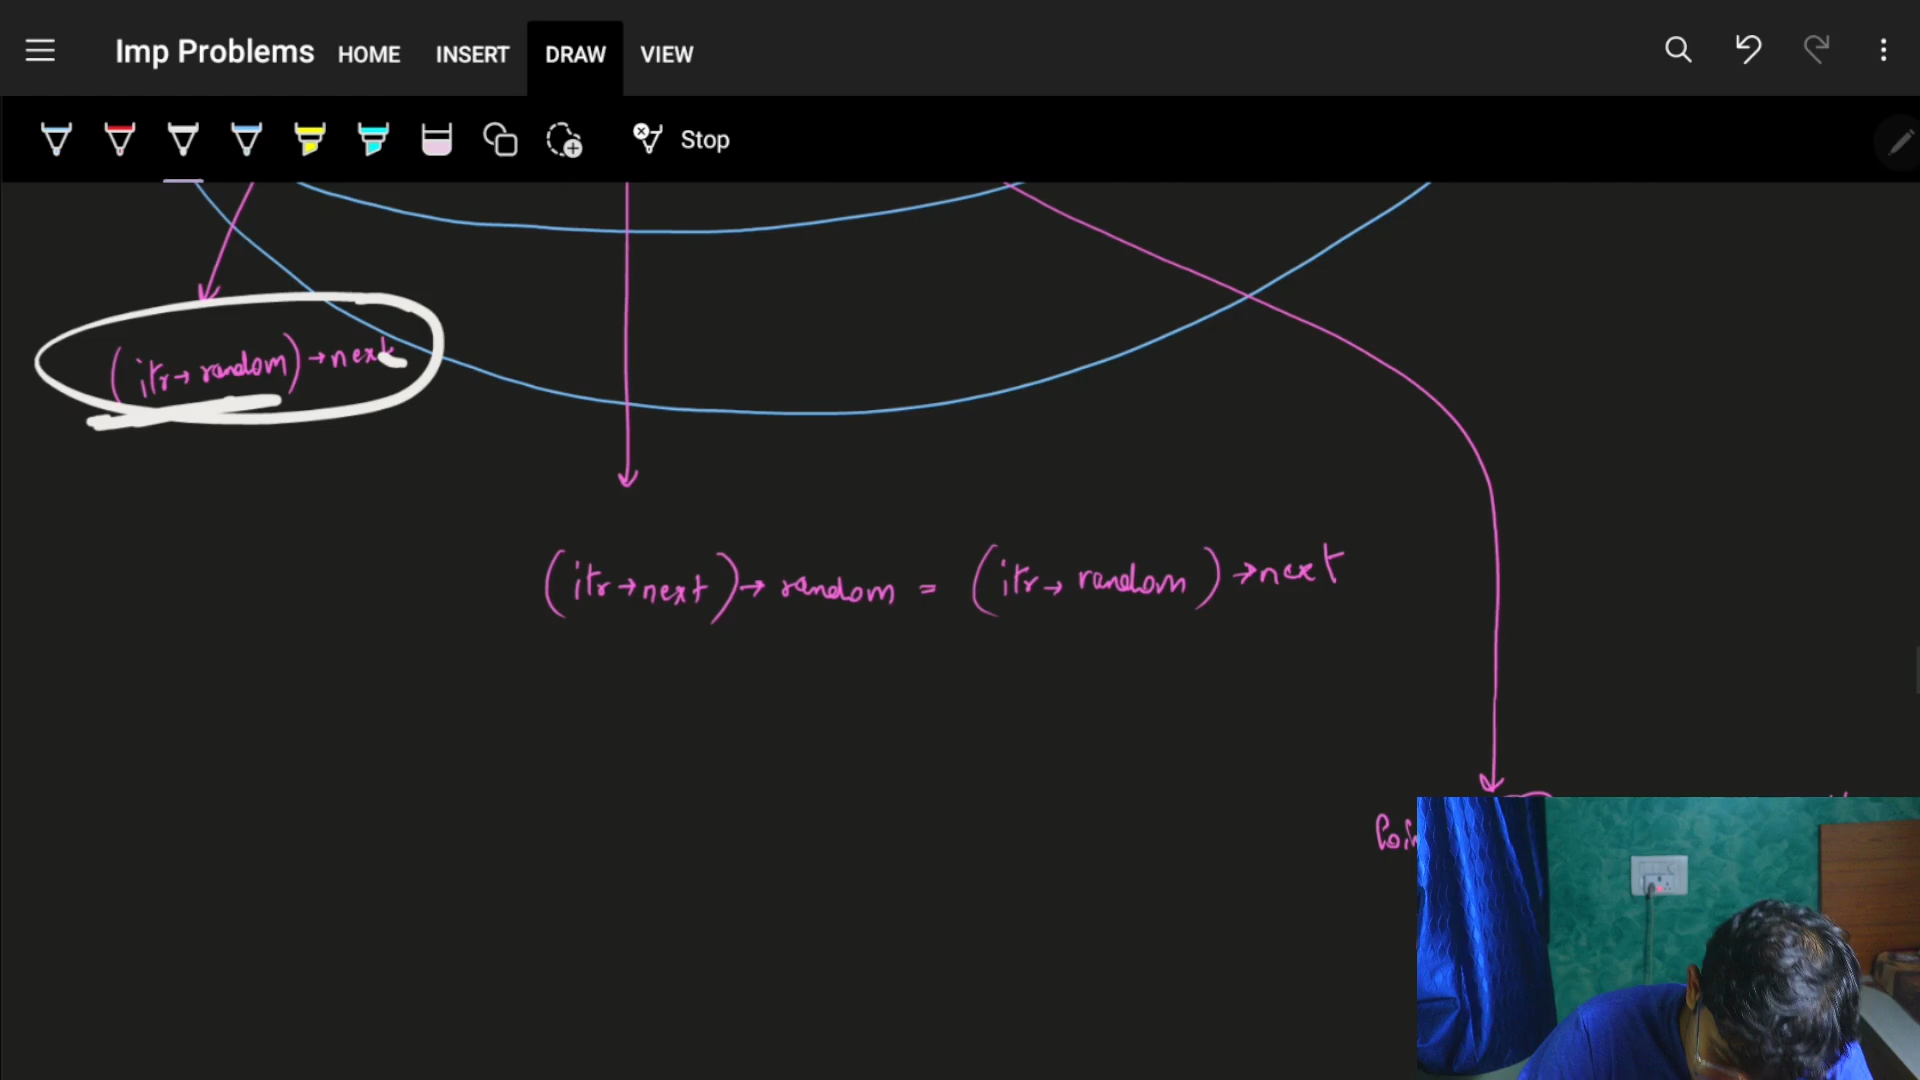 Imp Problems HOME INSERT DRAW VIEW
Stop
(itr→random)→next
(itr→next)→random = (itr→random)→next